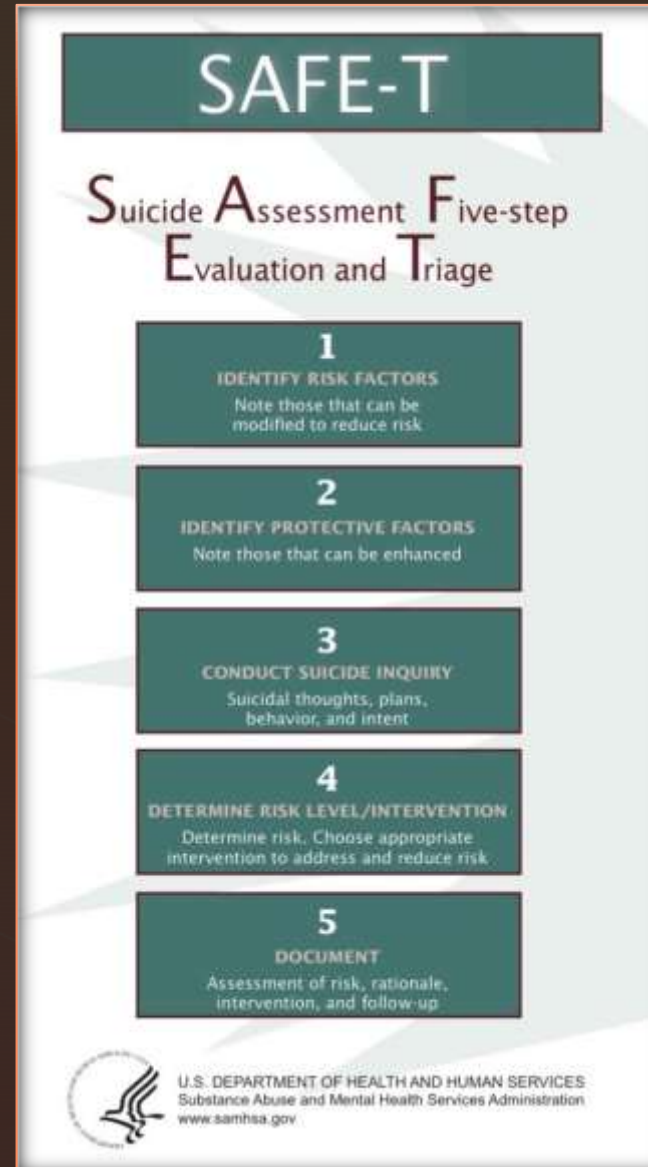 SAFE-T
Suicide Assessment Five-step
Evaluation and Triage
1
IDENTIFY RISK FACTORS
Note those that can be
modified to reduce risk
2
IDENTIFY PROTECTIVE FACTORS
Note those that can be enhanced
3
CONDUCT SUICIDE INQUIRY
Suicidal thoughts, plans,
behavior, and intent
4
DETERMINE RISK LEVEL/INTERVENTION
Determine risk. Choose appropriate
intervention to address and reduce risk
5
DOCUMENT
Assessment of risk, rationale,
intervention, and follow-up
U.S. DEPARTMENT OF HEALTH AND HUMAN SERVICES
Substance Abuse and Mental Health Services Administration
www.samhsa.gov